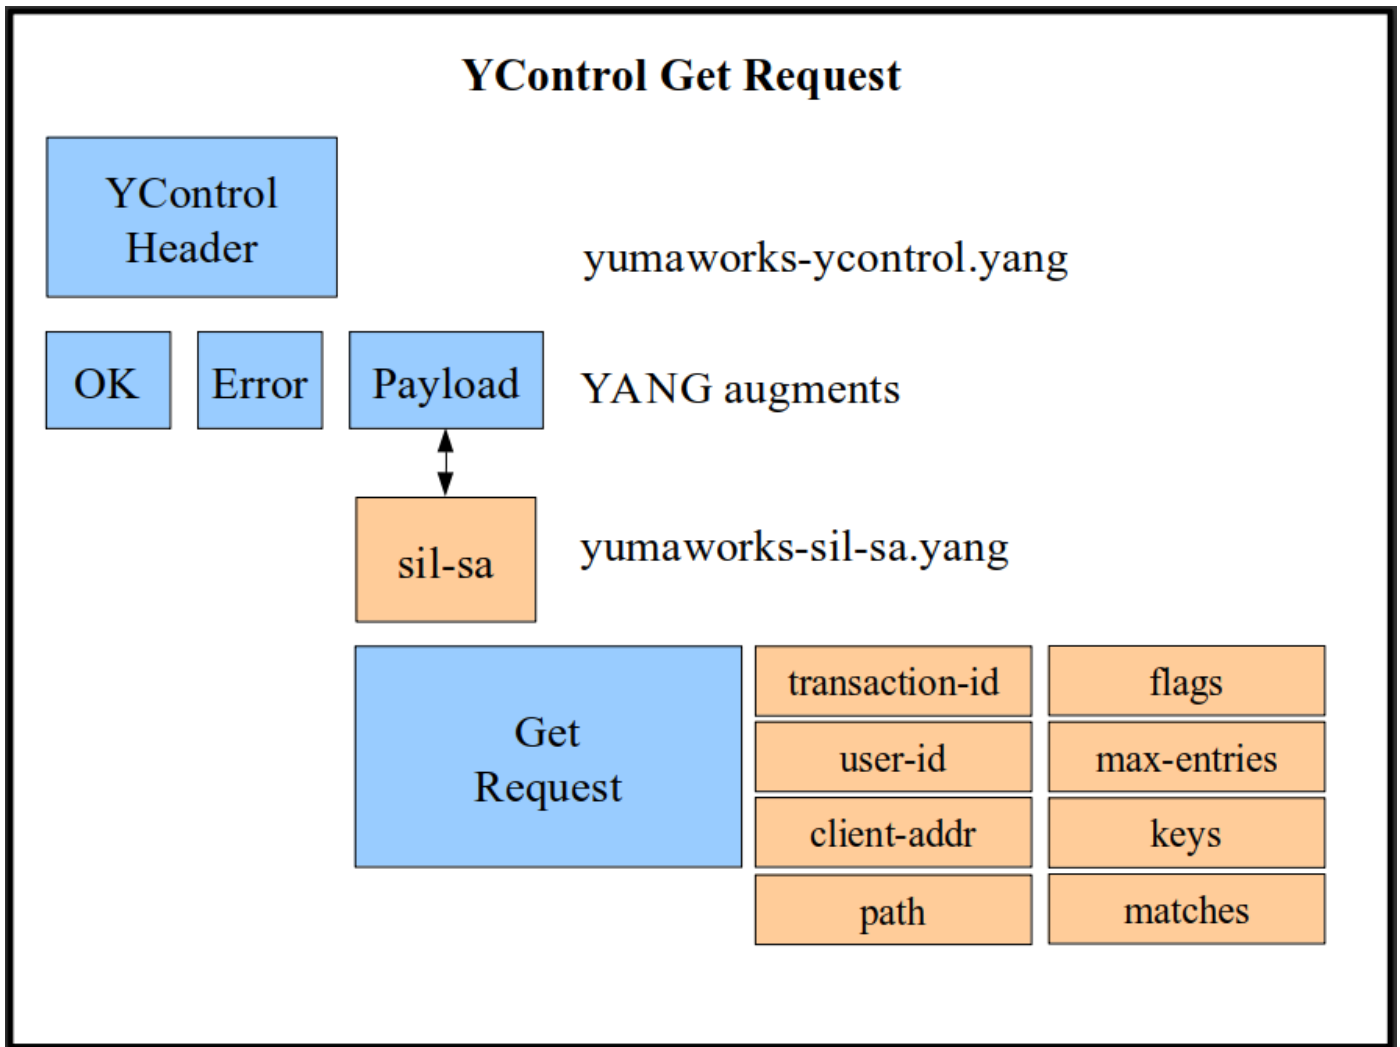 YControl Get Request
YControl
Header
yumaworks-ycontrol.yang
OK
Error
Payload
YANG augments
sil-sa
yumaworks-sil-sa.yang
Get
Request
transaction-id
flags
user-id
max-entries
client-addr
keys
path
matches